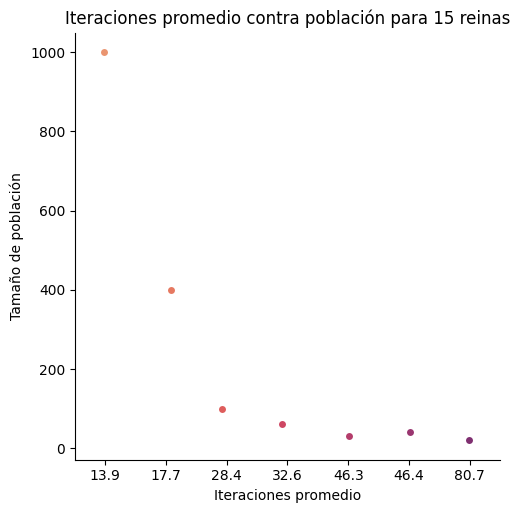 Iteraciones promedio contra población para 15 reinas
1000
800
600
400
200
0
Tamaño de población
13.9 17.7 28.4 32.6 46.3 46.4 80.7
Iteraciones promedio